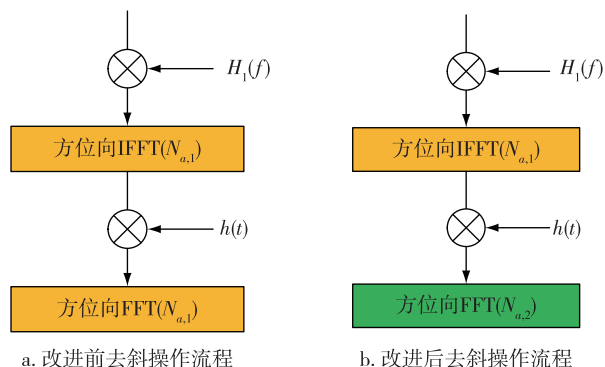 H₁(f)
方位向IFFT(Nₐ,₁)
h(t)
方位向FFT(Nₐ,₁)
a. 改进前去斜操作流程
H₁(f)
方位向IFFT(Nₐ,₁)
h(t)
方位向FFT(Nₐ,₂)
b. 改进后去斜操作流程